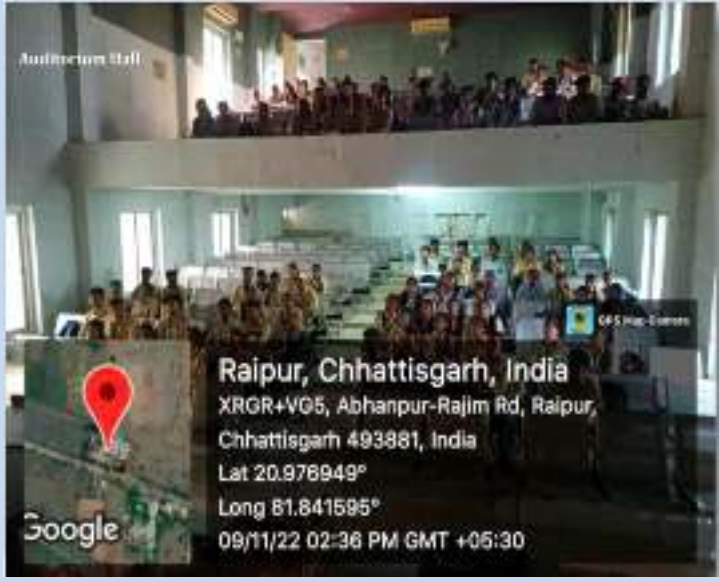 Auditorium Hall
GPS Map Camera
Raipur, Chhattisgarh, India
XRGR+VG5, Abhanpur-Rajim Rd, Raipur,
Chhattisgarh 493881, India
Lat 20.976949°
Long 81.841595°
09/11/22 02:36 PM GMT +05:30
Google